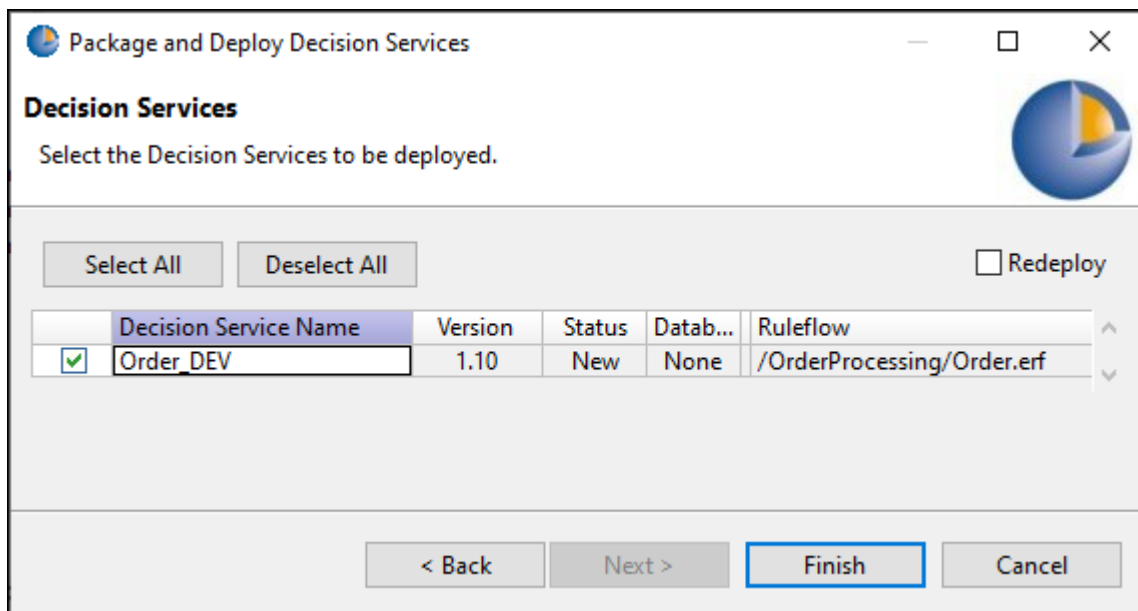 Package and Deploy Decision Services
Decision Services
Select the Decision Services to be deployed.
Select All Deselect All Redeploy
Decision Service Name Version Status Datab... Ruleflow
Order_DEV 1.10 New None /OrderProcessing/Order.erf
< Back Next > Finish Cancel